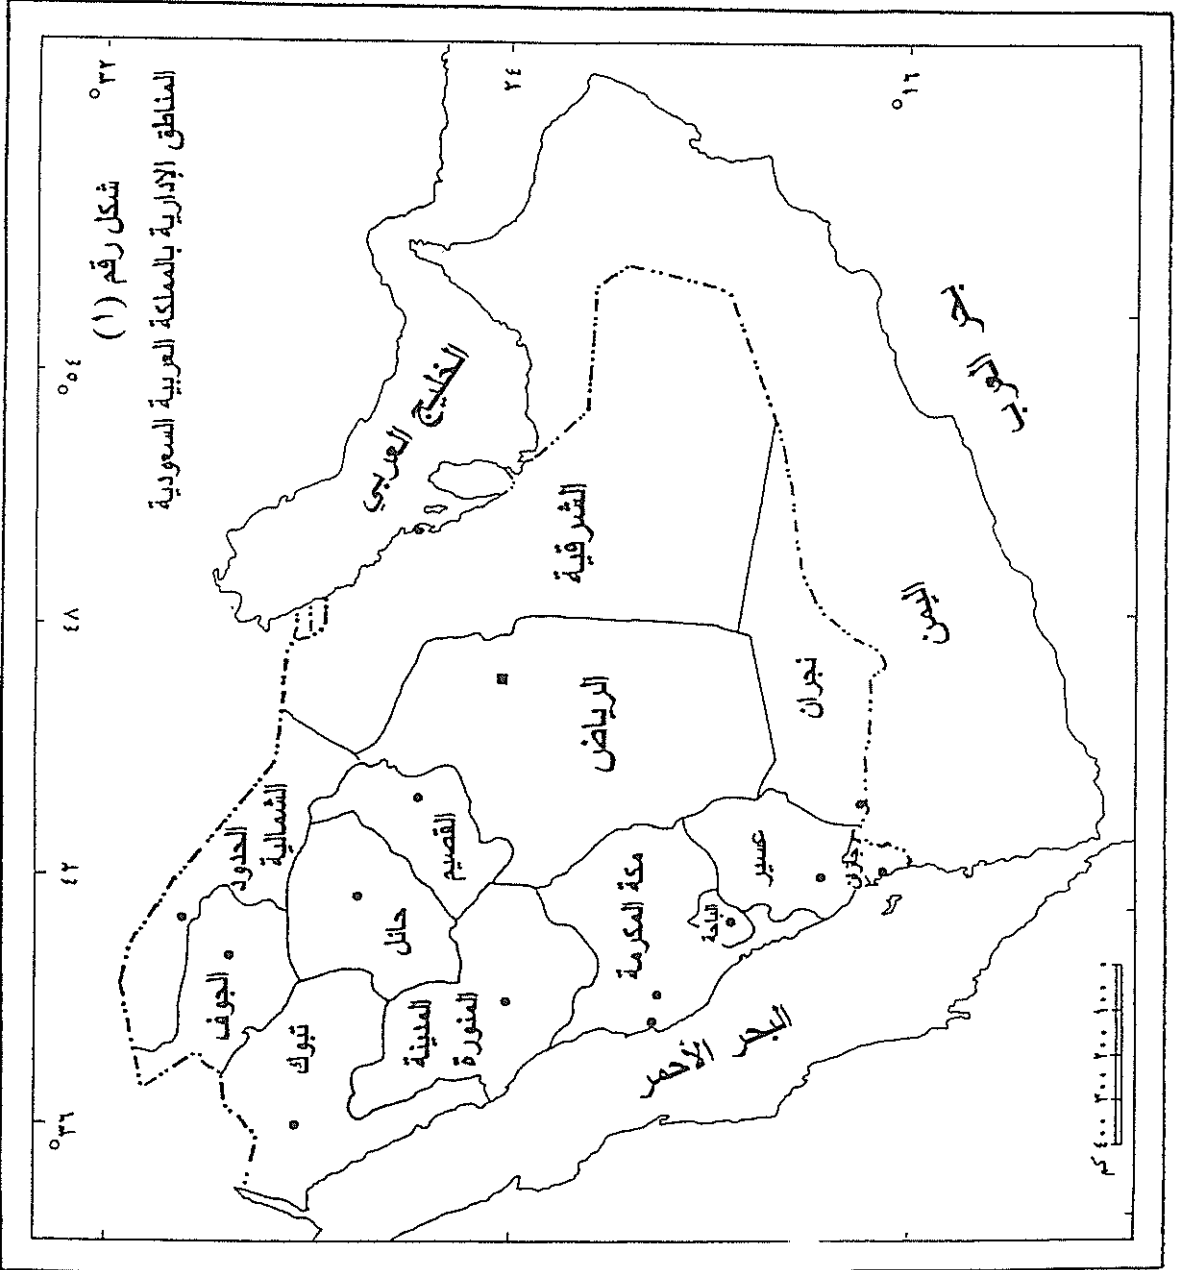 شكل رقم (١)
المناطق الإدارية بالمملكة العربية السعودية
°٣٦
٤٢
٤٨
°٥٤
°٣٢
٢٤
°١٦
الخليج العربي
الحدود
الشمالية
الجوف
تبوك
حائل
القصيم
المدينة
المنورة
الرياض
الشرقية
مكة المكرمة
الباحة
عسير
جازان
نجران
اليمن
البحر الأحمر
بحر العرب
٤٠٠ ٣٠٠ ٢٠٠ ١٠٠ ٠
كم